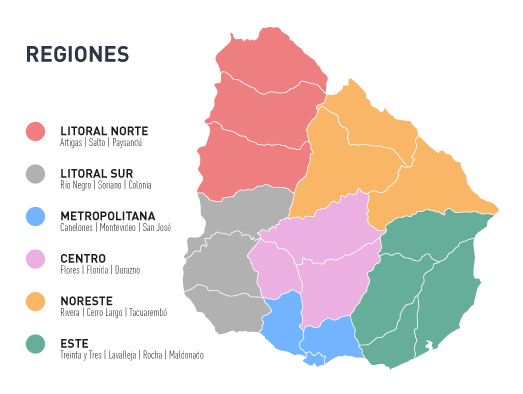 REGIONES
LITORAL NORTE
Artigas | Salto | Paysandú
LITORAL SUR
Río Negro | Soriano | Colonia
METROPOLITANA
Canelones | Montevideo | San José
CENTRO
Flores | Florida | Durazno
NORESTE
Rivera | Cerro Largo | Tacuarembó
ESTE
Treinta y Tres | Lavalleja | Rocha | Maldonado